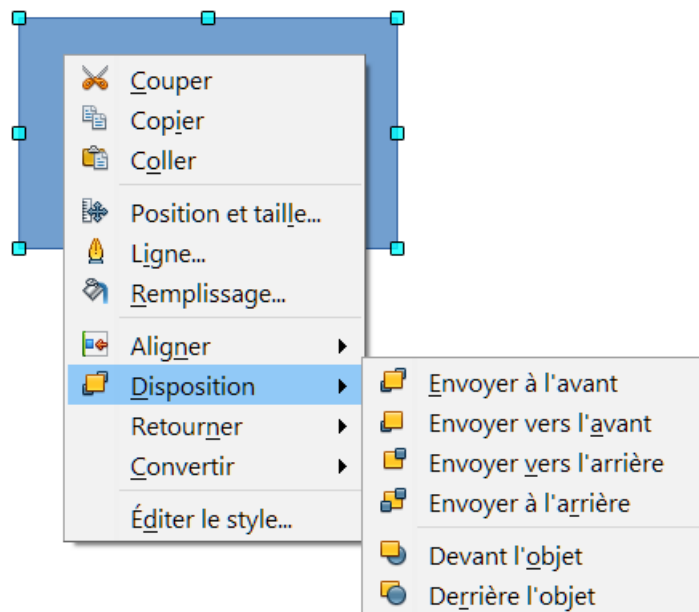 Couper
Copier
Coller
Position et taille...
Ligne...
Remplissage...
Aligner
Disposition
Retourner
Convertir
Éditer le style...
Envoyer à l'avant
Envoyer vers l'avant
Envoyer vers l'arrière
Envoyer à l'arrière
Devant l'objet
Derrière l'objet